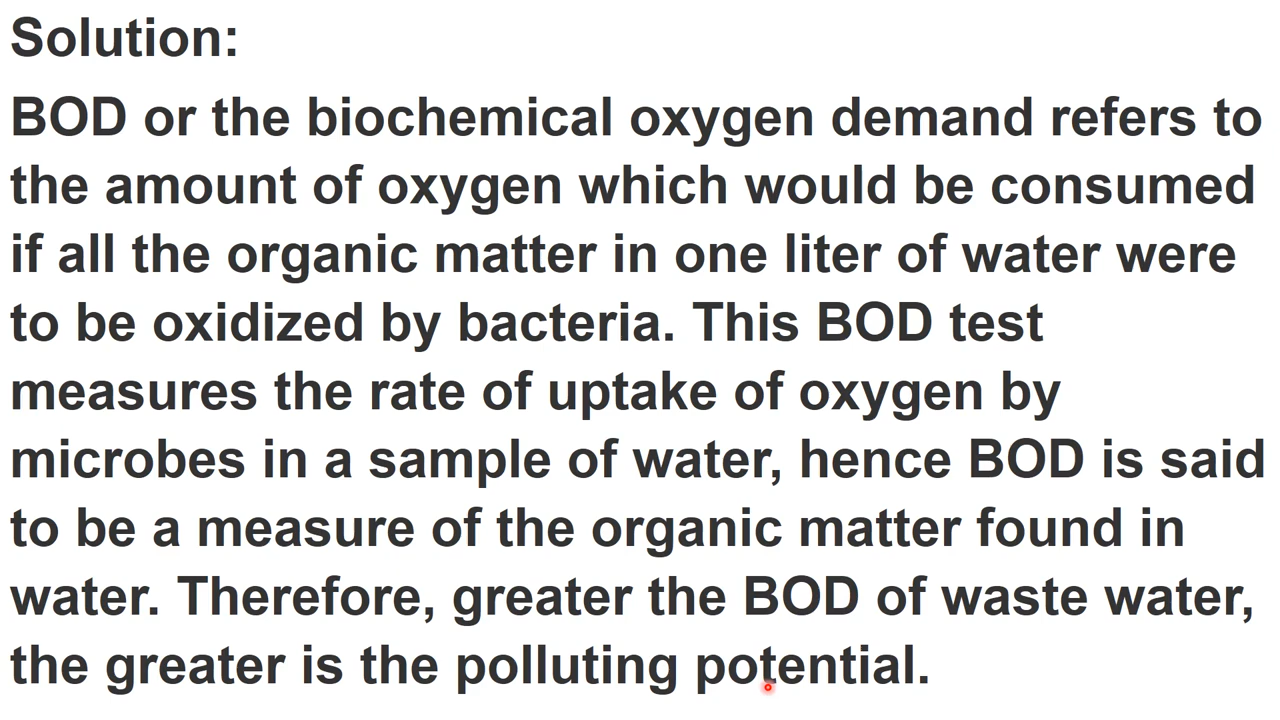 Solution:
BOD or the biochemical oxygen demand refers to
the amount of oxygen which would be consumed
if all the organic matter in one liter of water were
to be oxidized by bacteria. This BOD test
measures the rate of uptake of oxygen by
microbes in a sample of water, hence BOD is said
to be a measure of the organic matter found in
water. Therefore, greater the BOD of waste water,
the greater is the polluting potential.